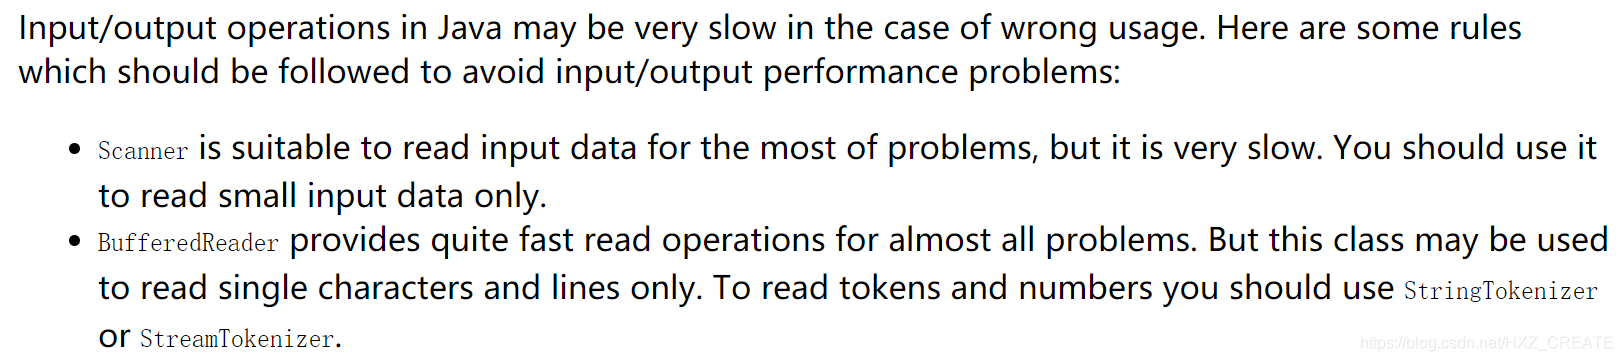 Input/output operations in Java may be very slow in the case of wrong usage. Here are some rules
which should be followed to avoid input/output performance problems:
• Scanner is suitable to read input data for the most of problems, but it is very slow. You should use it
to read small input data only.
• BufferedReader provides quite fast read operations for almost all problems. But this class may be used
to read single characters and lines only. To read tokens and numbers you should use StringTokenizer
or StreamTokenizer.
https://blog.csdn.net/HXZ_CREATE